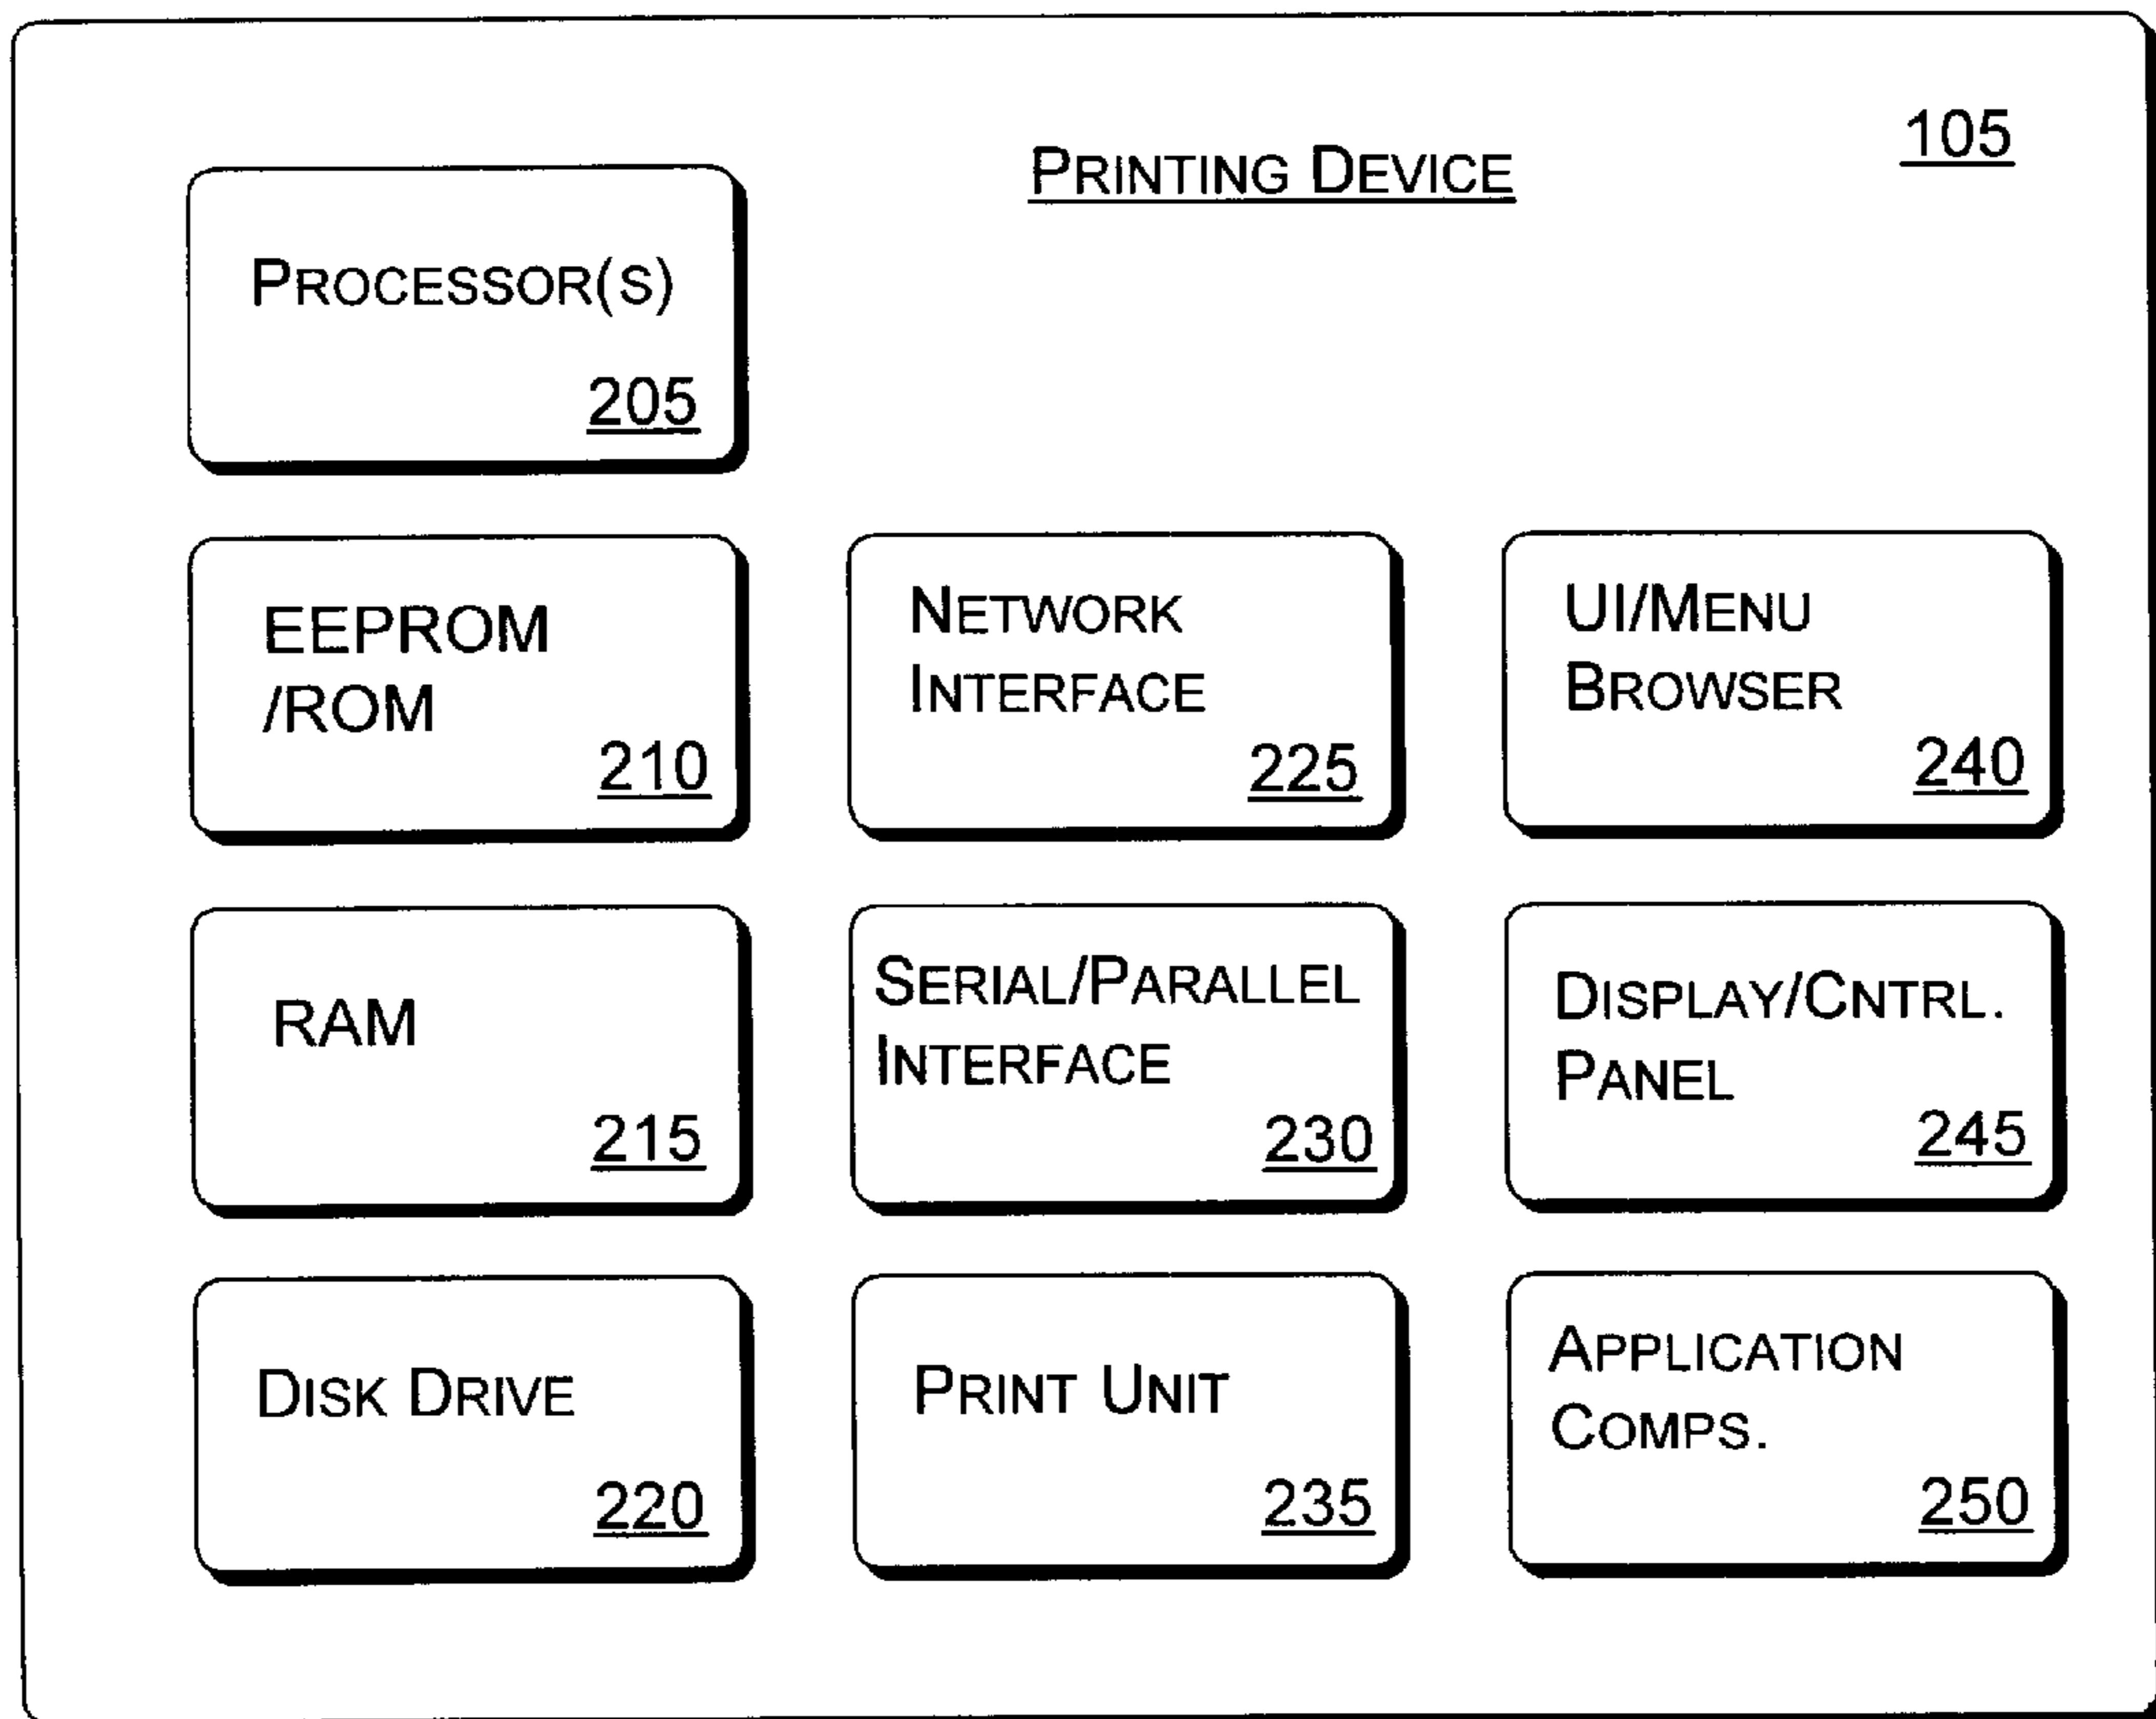 PRINTING DEVICE
105
PROCESSOR(S)
205
EEPROM
/ROM
210
NETWORK
INTERFACE
225
UI/MENU
BROWSER
240
RAM
215
SERIAL/PARALLEL
INTERFACE
230
DISPLAY/CNTRL.
PANEL
245
DISK DRIVE
220
PRINT UNIT
235
APPLICATION
COMPS.
250